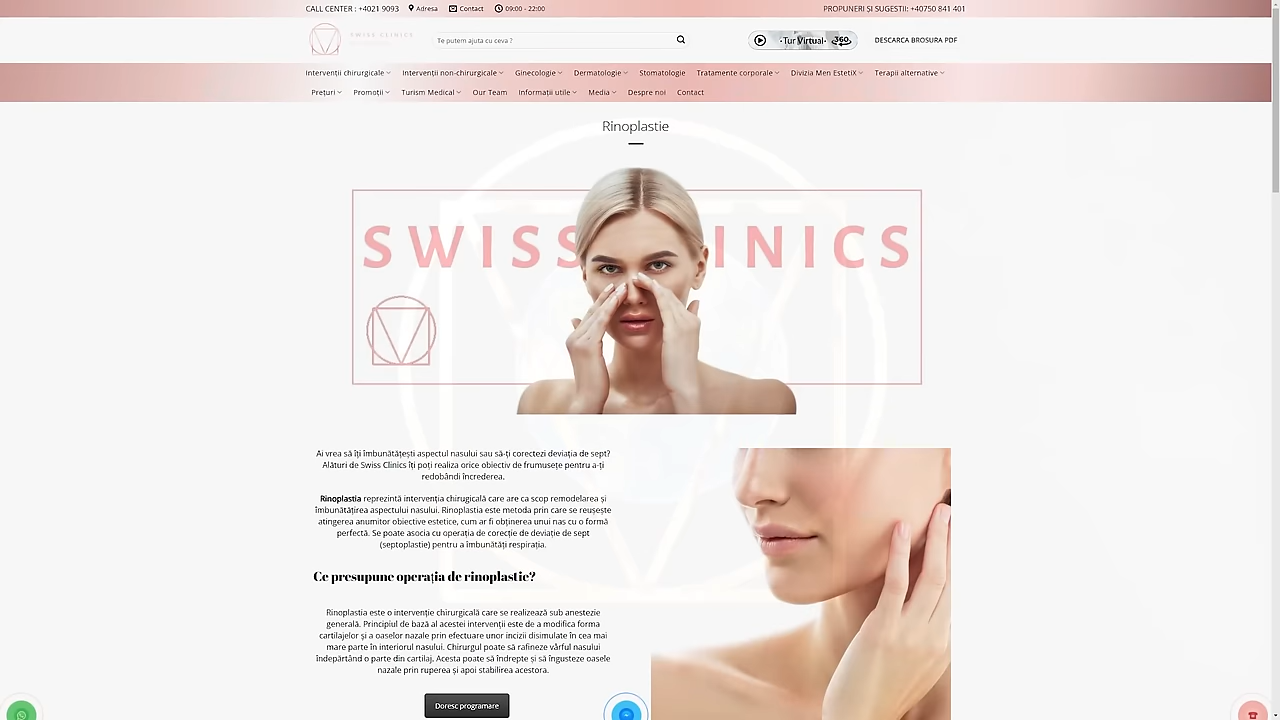 CALL CENTER : +4021 9093 Adresa Contact 09:00 - 22:00 PROPUNERI ȘI SUGESTII: +40750 841 401
SWISS CLINICS Te putem ajuta cu ceva ? ·Tur Virtual· 360 DESCARCA BROSURA PDF
Intervenții chirurgicale Intervenții non-chirurgicale Ginecologie Dermatologie Stomatologie Tratamente corporale Divizia Men EstetiX Terapii alternative
Prețuri Promoții Turism Medical Our Team Informații utile Media Despre noi Contact
Rinoplastie
SWISS INICS
Ai vrea să îți îmbunătățești aspectul nasului sau să-ți corectezi deviația de sept?
Alături de Swiss Clinics îți poți realiza orice obiectiv de frumusețe pentru a-ți
redobândi încrederea.
Rinoplastia reprezintă intervenția chirugicală care are ca scop remodelarea și
îmbunătățirea aspectului nasului. Rinoplastia este metoda prin care se reușește
atingerea anumitor obiective estetice, cum ar fi obținerea unui nas cu o formă
perfectă. Se poate asocia cu operația de corecție de deviație de sept
(septoplastie) pentru a îmbunătăți respirația.
Ce presupune operația de rinoplastie?
Rinoplastia este o intervenție chirurgicală care se realizează sub anestezie
generală. Principiul de bază al acestei intervenții este de a modifica forma
cartilajelor și a oaselor nazale prin efectuare unor incizii disimulate în cea mai
mare parte în interiorul nasului. Chirurgul poate să rafineze vârful nasului
îndepărtând o parte din cartilaj. Acesta poate să îndrepte și să îngusteze oasele
nazale prin ruperea și apoi stabilirea acestora.
Doresc programare